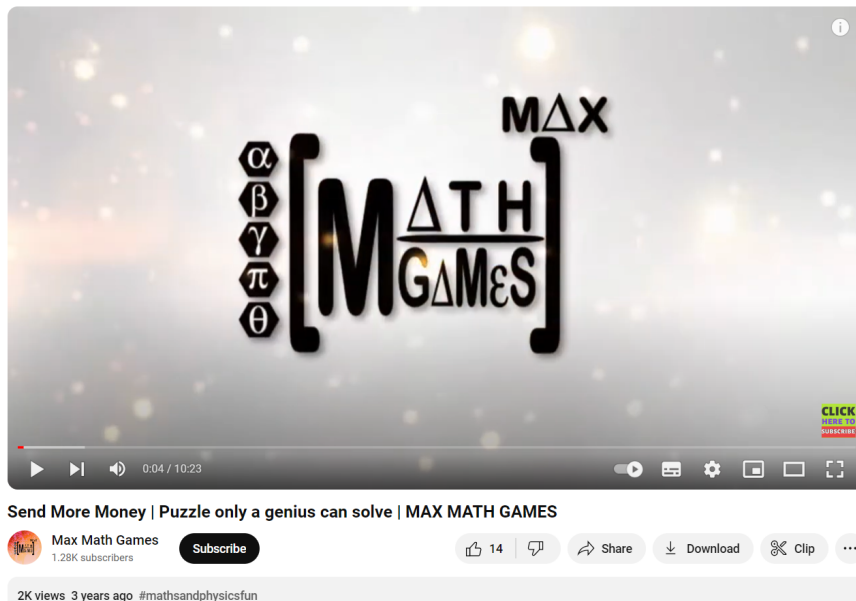 MΔX
α
β
γ
π
θ
[MΔTH
GΔMεS]
CLICK
HERE TO
SUBSCRIBE
0:04 / 10:23
Send More Money | Puzzle only a genius can solve | MAX MATH GAMES
Max Math Games
1.28K subscribers
Subscribe
14
Share
Download
Clip
2K views 3 years ago #mathsandphysicsfun